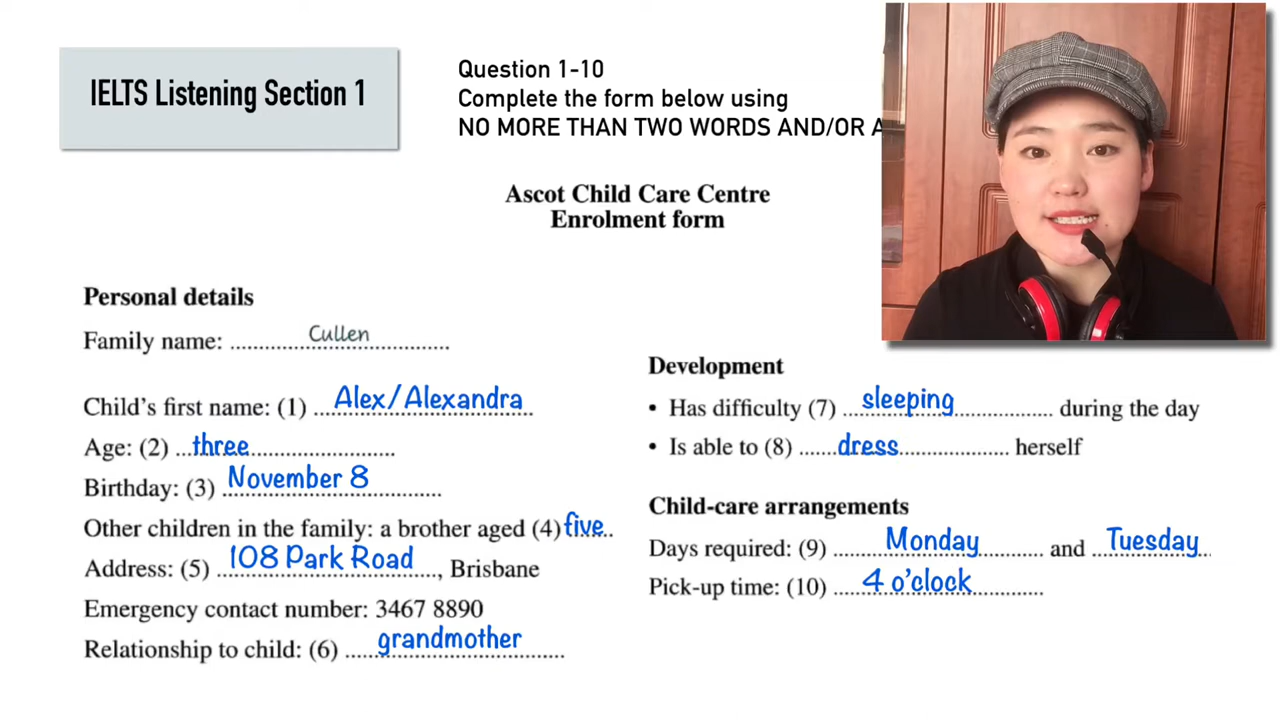 IELTS Listening Section 1
Question 1-10
Complete the form below using
NO MORE THAN TWO WORDS AND/OR A
Ascot Child Care Centre
Enrolment form
Personal details
Family name: Cullen
Child's first name: (1) Alex/Alexandra
Age: (2) three
Birthday: (3) November 8
Other children in the family: a brother aged (4) five
Address: (5) 108 Park Road, Brisbane
Emergency contact number: 3467 8890
Relationship to child: (6) grandmother
Development
• Has difficulty (7) sleeping during the day
• Is able to (8) dress herself
Child-care arrangements
Days required: (9) Monday and Tuesday
Pick-up time: (10) 4 o'clock